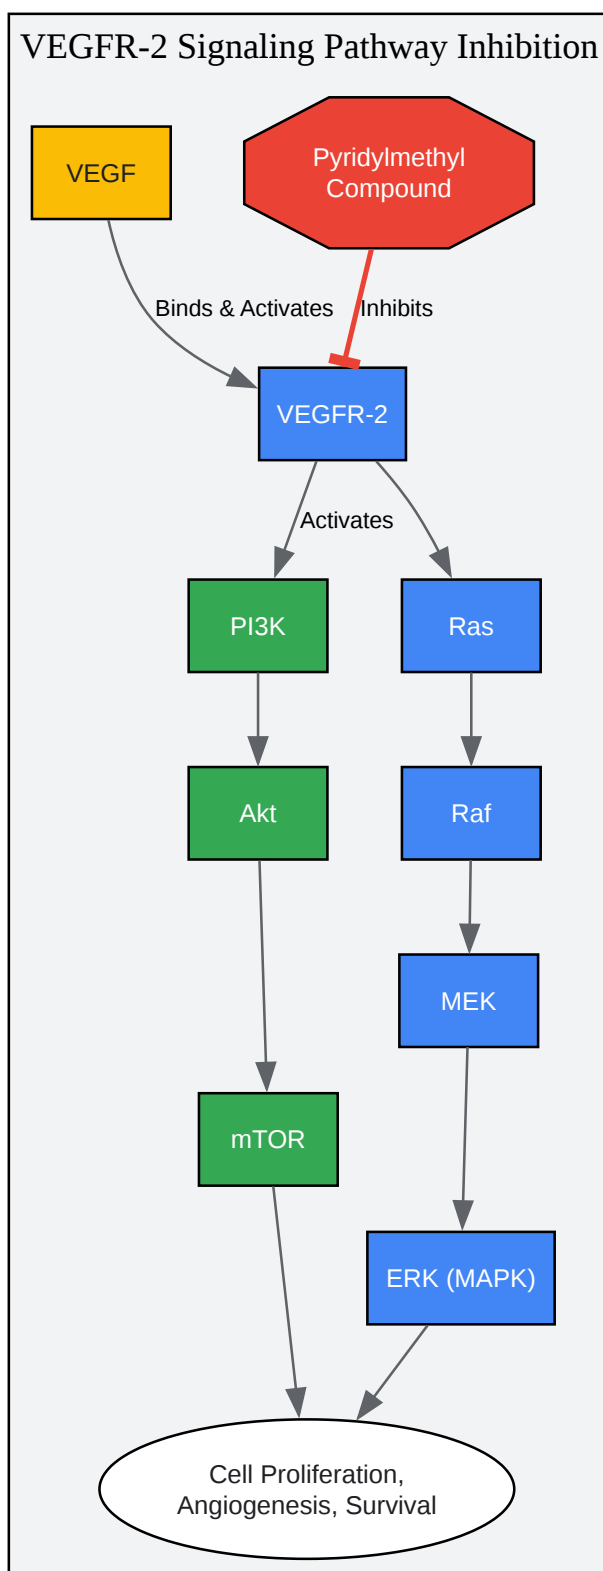 VEGFR-2 Signaling Pathway Inhibition
VEGF
Pyridylmethyl
Compound
Binds & Activates
Inhibits
VEGFR-2
Activates
PI3K
Ras
Akt
Raf
MEK
mTOR
ERK (MAPK)
Cell Proliferation,
Angiogenesis, Survival